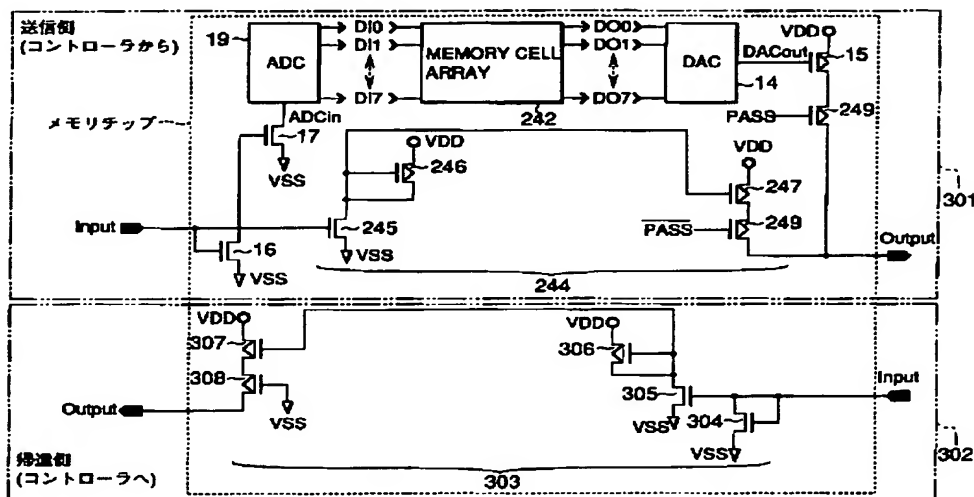 送信側
(コントローラから)
19
ADC
DI0
DI1
DI7
MEMORY CELL
ARRAY
242
DO0
DO1
DO7
DAC
14
DACout
VDD
15
メモリチップ
ADCin
17
VSS
PASS
249
VDD
246
VDD
247
301
Input
245
PASS
249
Output
16
VSS
VSS
244
VDD
307
VDD
306
308
Input
Output
VSS
305
VSS
304
VSS
302
帰還側
(コントローラへ)
303